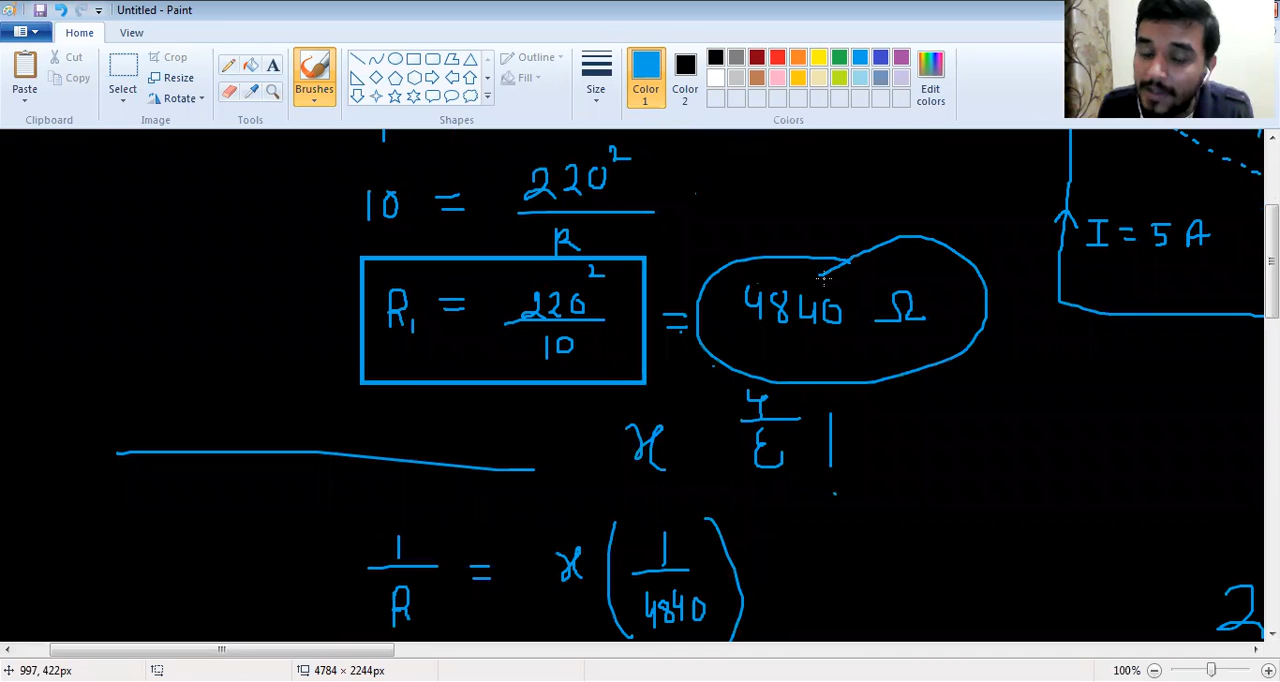 Untitled - Paint
Home
View
Paste
Cut
Copy
Clipboard
Select
Crop
Resize
Rotate
Image
Tools
Brushes
Outline
Fill
Shapes
Size
Color 1
Color 2
Edit colors
Colors
10 = 220²/R
I = 5 A
R₁ = 220²/10 = 4840 Ω
x
1/R = x(1/4840)
2
997, 422px
4784 × 2244px
100%